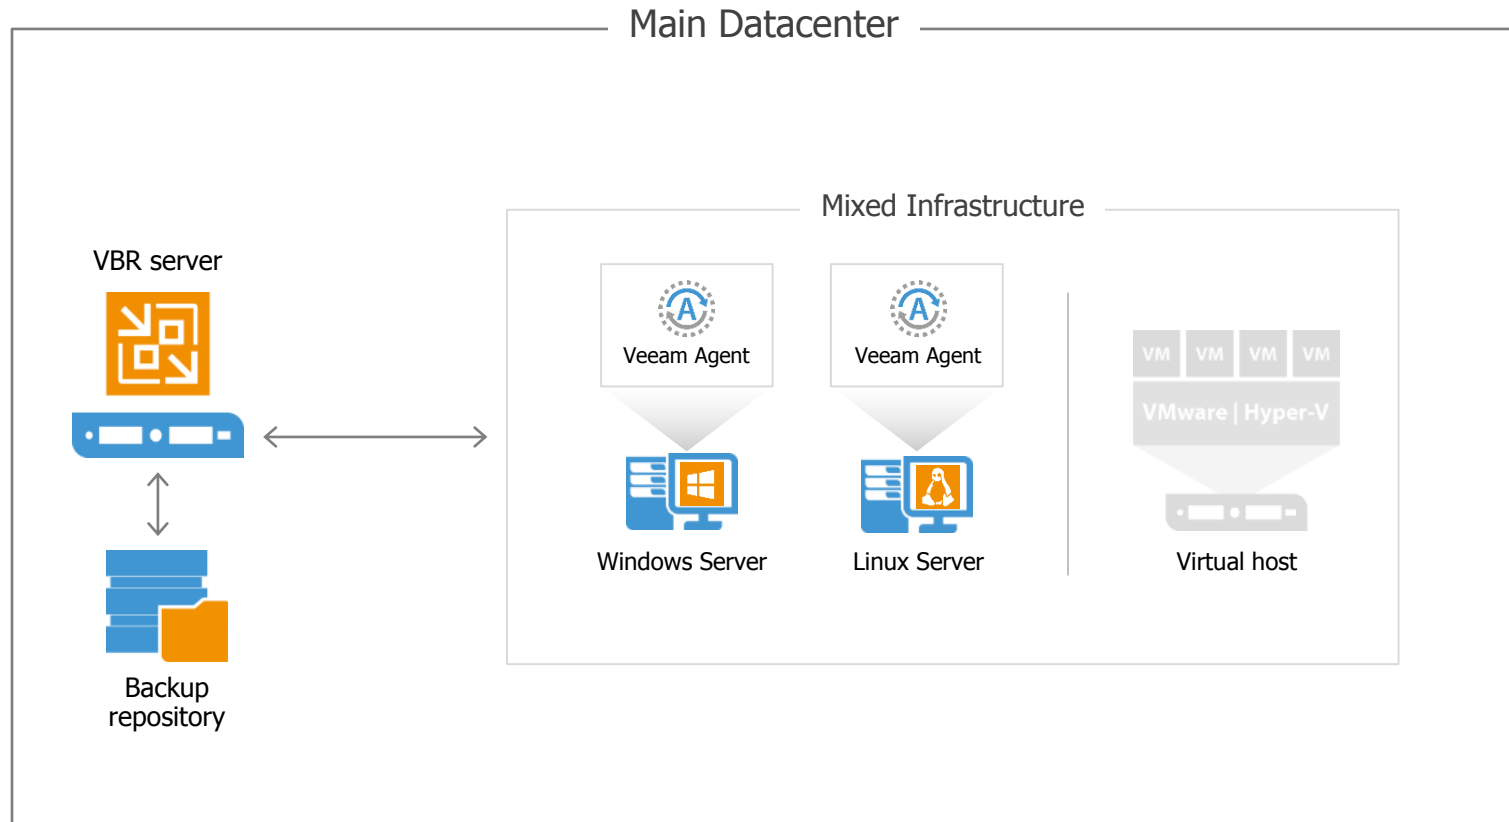 Main Datacenter
Mixed Infrastructure
VBR server
A
Veeam Agent
A
Veeam Agent
VM VM VM VM
VMware | Hyper-V
Windows Server
Linux Server
Virtual host
Backup
repository